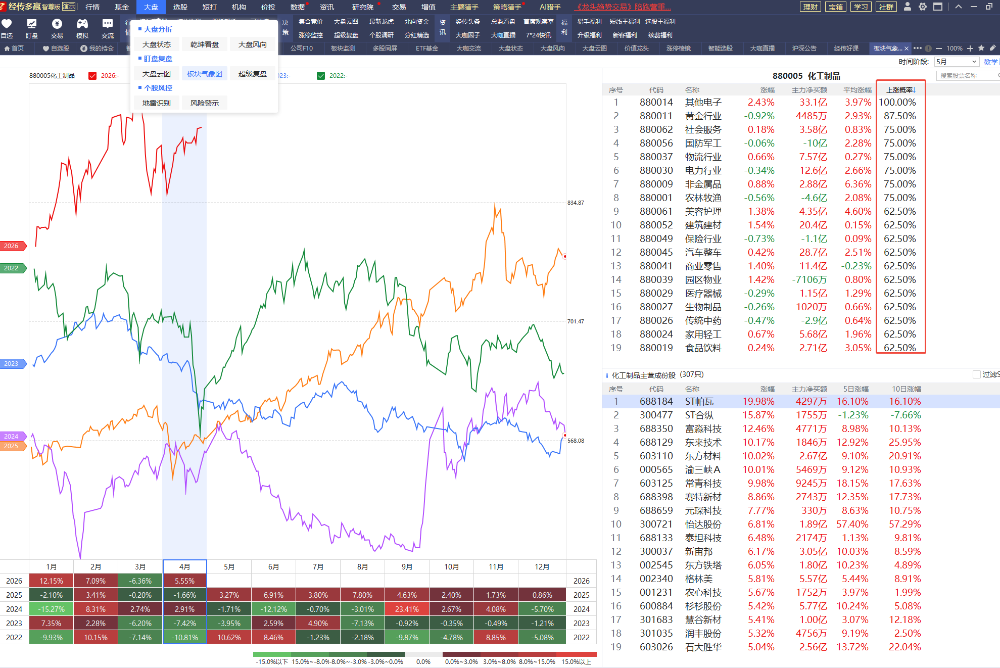 经传多赢 智尊版 演示 行情 基金 大盘 选股 短打 机构 价投 数据 资讯 研究院 交易 增值 主题猎手 策略猎手 AI猎手 《龙头趋势交易》陪跑营重... 理财 宝箱 学习 社群
自选 盯盘 交易 模拟 交流
行情
决策 集合竞价 大盘云图 最新龙虎 北向资金 资讯 经传头条 总监看盘 首席观察室 福利 猎手福利 短线王福利 选股王福利
涨停监控 超级复盘 个股调研 分红精选 大咖圈子 大咖直播 7*24快讯 升级福利 新客福利 续费福利
首页 自选股 我的持仓 公司F10 板块监测 多股同屏 ETF基金 大咖交流 大盘状态 大盘风向 大盘云图 价值龙头 涨停棱镜 智能选股 大咖直播 沪深公告 经传好课 板块气象... 100%
大盘分析
大盘状态 乾坤看盘 大盘风向
盯盘复盘
大盘云图 板块气象图 超级复盘
个股风控
地雷识别 风险警示
时间阶段: 5月 教学
880005化工制品 2026:- 23:- 2022:-
834.87
701.47
568.08
2026
2022
2023
2024
2025
1月 2月 3月 4月 5月 6月 7月 8月 9月 10月 11月 12月
2026 12.15% 7.09% -6.36% 5.55% 2026
2025 -2.10% 3.41% -0.20% -1.66% 3.27% 6.91% 3.80% 7.80% 4.63% 2.40% 1.73% 0.86% 2025
2024 -15.27% 8.31% 2.74% 2.91% -1.71% -12.12% -0.70% -3.01% 23.41% 2.67% 4.08% -5.70% 2024
2023 7.35% 2.28% -6.20% -7.42% -3.95% 2.59% 4.90% -7.13% -0.92% -0.35% -0.49% -1.21% 2023
2022 -9.93% 10.15% -7.14% -10.81% 10.62% 8.46% -1.23% -2.18% -9.87% -4.78% 8.85% -5.08% 2022
-15.0%以下 15.0%~-8.0% -8.0%~-3.0% -3.0%~0.0% 0.0% 0.0%~3.0% 3.0%~8.0% 8.0%~15.0% 15.0%以上
880005 化工制品 搜索股票名称
序号 代码 名称 涨幅 主力净买额 平均涨幅 上涨概率↓
1 880014 其他电子 2.43% 33.1亿 3.97% 100.00%
2 880011 黄金行业 -0.92% 4485万 2.93% 87.50%
3 880062 社会服务 0.18% 3.58亿 0.83% 75.00%
4 880056 国防军工 -0.06% -10亿 2.28% 75.00%
5 880037 物流行业 0.66% 7.57亿 0.27% 75.00%
6 880030 电力行业 -0.34% 12.6亿 2.66% 75.00%
7 880009 非金属品 0.88% 2.88亿 6.36% 75.00%
8 880001 农林牧渔 -0.56% -4.6亿 2.08% 75.00%
9 880061 美容护理 1.38% 4.35亿 4.60% 62.50%
10 880052 建筑建材 1.54% 20.4亿 0.15% 62.50%
11 880049 保险行业 -0.73% -1.1亿 0.09% 62.50%
12 880045 汽车整车 0.42% 28.7亿 2.51% 62.50%
13 880041 商业零售 1.40% 11.4亿 -0.23% 62.50%
14 880039 园区物业 1.42% -7106万 0.80% 62.50%
15 880029 医疗器械 -0.29% 1.15亿 1.29% 62.50%
16 880027 生物制品 -0.26% 1020万 0.66% 62.50%
17 880026 传统中药 -0.47% -2.9亿 0.64% 62.50%
18 880024 家用轻工 0.67% 5.68亿 1.96% 62.50%
19 880019 食品饮料 0.24% 2.71亿 3.05% 62.50%
化工制品主营成份股 (307只) 过滤S
序号 代码 名称 涨幅 主力净买额 5日涨幅 10日涨幅
1 688184 ST帕瓦 19.98% 4297万 16.10% 16.10%
2 300477 ST合纵 15.87% 1755万 -1.23% -7.66%
3 688350 富淼科技 12.46% 4771万 8.98% 10.13%
4 688129 东来技术 10.17% 1846万 12.92% 25.95%
5 603110 东方材料 10.02% 2.67亿 9.10% 20.91%
6 000565 渝三峡A 10.01% 5469万 9.12% 10.93%
7 603125 常青科技 9.98% 9245万 18.15% 17.63%
8 688398 赛特新材 8.86% 2743万 12.35% 17.73%
9 688659 元琛科技 7.77% 330万 8.63% 10.75%
10 300721 怡达股份 6.81% 1.89亿 57.40% 57.29%
11 688133 泰坦科技 6.48% 2174万 1.13% 9.81%
12 300037 新宙邦 6.17% 3.05亿 10.03% 8.59%
13 002545 东方铁塔 6.05% 1.80亿 10.23% 4.89%
14 002340 格林美 5.81% 5.57亿 5.44% 8.91%
15 001231 农心科技 5.67% 1752万 3.97% 1.99%
16 600884 杉杉股份 5.42% 5.77亿 10.24% 5.08%
17 301683 慧谷新材 5.41% 1.00亿 3.07% 12.18%
18 301035 润丰股份 5.32% 4756万 9.19% 2.50%
19 603026 石大胜华 5.04% 2.56亿 13.72% 22.04%